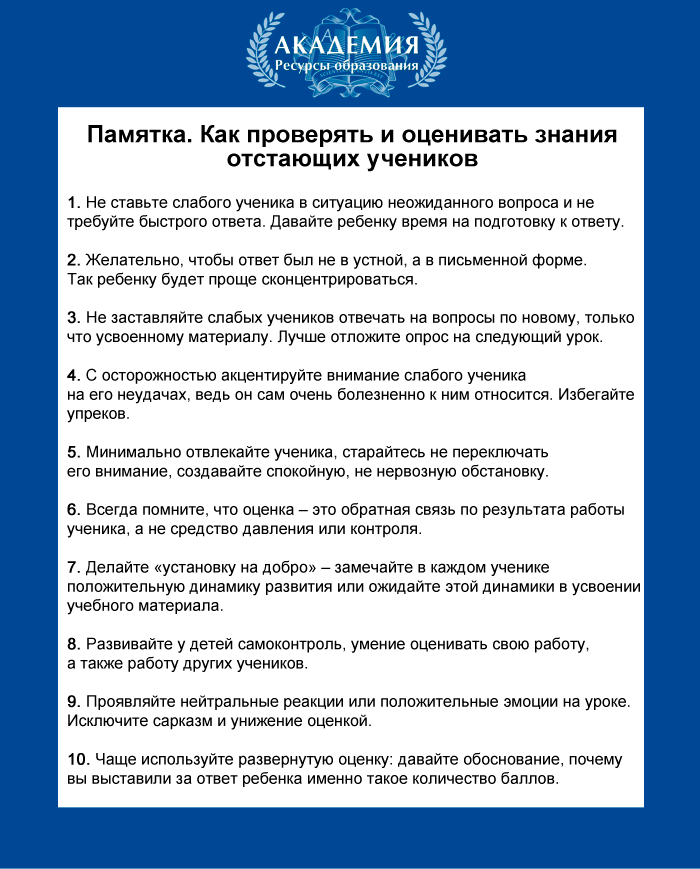 АКАДЕМИЯ
Ресурсы образования
Памятка. Как проверять и оценивать знания
отстающих учеников
1. Не ставьте слабого ученика в ситуацию неожиданного вопроса и не
требуйте быстрого ответа. Давайте ребенку время на подготовку к ответу.
2. Желательно, чтобы ответ был не в устной, а в письменной форме.
Так ребенку будет проще сконцентрироваться.
3. Не заставляйте слабых учеников отвечать на вопросы по новому, только
что усвоенному материалу. Лучше отложите опрос на следующий урок.
4. С осторожностью акцентируйте внимание слабого ученика
на его неудачах, ведь он сам очень болезненно к ним относится. Избегайте
упреков.
5. Минимально отвлекайте ученика, старайтесь не переключать
его внимание, создавайте спокойную, не нервозную обстановку.
6. Всегда помните, что оценка – это обратная связь по результата работы
ученика, а не средство давления или контроля.
7. Делайте «установку на добро» – замечайте в каждом ученике
положительную динамику развития или ожидайте этой динамики в усвоении
учебного материала.
8. Развивайте у детей самоконтроль, умение оценивать свою работу,
а также работу других учеников.
9. Проявляйте нейтральные реакции или положительные эмоции на уроке.
Исключите сарказм и унижение оценкой.
10. Чаще используйте развернутую оценку: давайте обоснование, почему
вы выставили за ответ ребенка именно такое количество баллов.